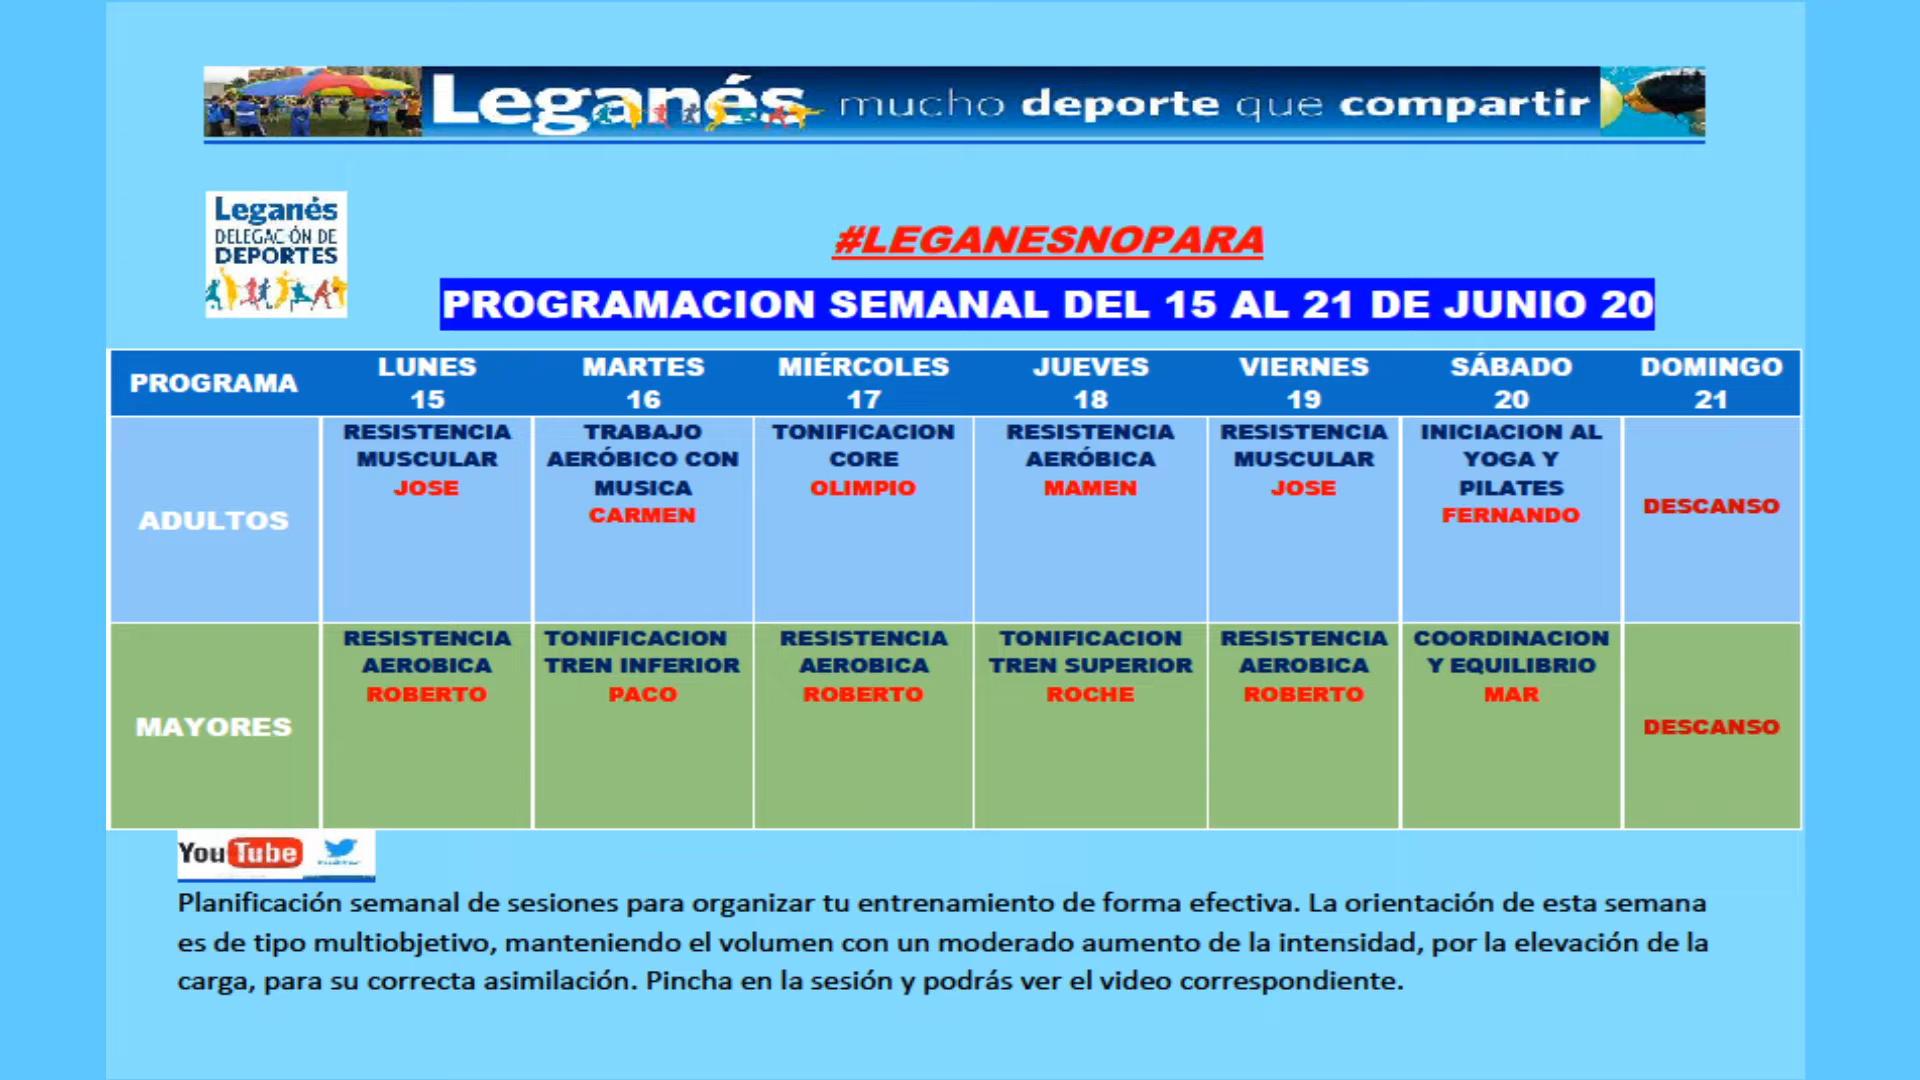 Leganés mucho deporte que compartir
Leganés
DELEGACIÓN DE
DEPORTES
#LEGANESNOPARA
PROGRAMACION SEMANAL DEL 15 AL 21 DE JUNIO 20
PROGRAMA
LUNES
15
MARTES
16
MIÉRCOLES
17
JUEVES
18
VIERNES
19
SÁBADO
20
DOMINGO
21
ADULTOS
RESISTENCIA
MUSCULAR
JOSE
TRABAJO
AERÓBICO CON
MUSICA
CARMEN
TONIFICACION
CORE
OLIMPIO
RESISTENCIA
AERÓBICA
MAMEN
RESISTENCIA
MUSCULAR
JOSE
INICIACION AL
YOGA Y
PILATES
FERNANDO
DESCANSO
MAYORES
RESISTENCIA
AEROBICA
ROBERTO
TONIFICACION
TREN INFERIOR
PACO
RESISTENCIA
AEROBICA
ROBERTO
TONIFICACION
TREN SUPERIOR
ROCHE
RESISTENCIA
AEROBICA
ROBERTO
COORDINACION
Y EQUILIBRIO
MAR
DESCANSO
YouTube
Planificación semanal de sesiones para organizar tu entrenamiento de forma efectiva. La orientación de esta semana
es de tipo multiobjetivo, manteniendo el volumen con un moderado aumento de la intensidad, por la elevación de la
carga, para su correcta asimilación. Pincha en la sesión y podrás ver el video correspondiente.